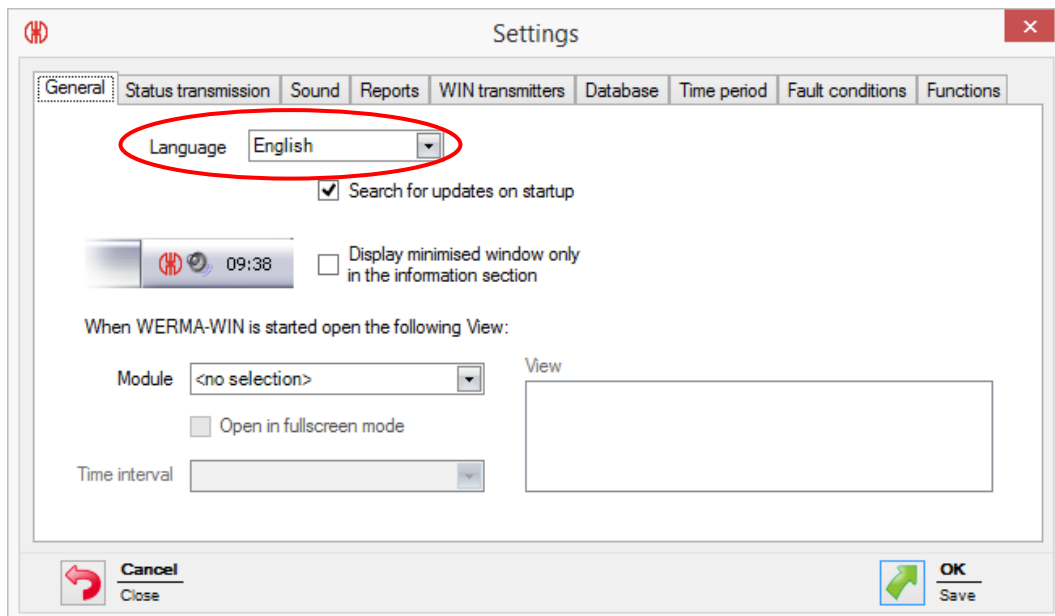 Settings
General Status transmission Sound Reports WIN transmitters Database Time period Fault conditions Functions
Language English
Search for updates on startup
09:38
Display minimised window only
in the information section
When WERMA-WIN is started open the following View:
Module <no selection>
View
Open in fullscreen mode
Time interval
Cancel
Close
OK
Save